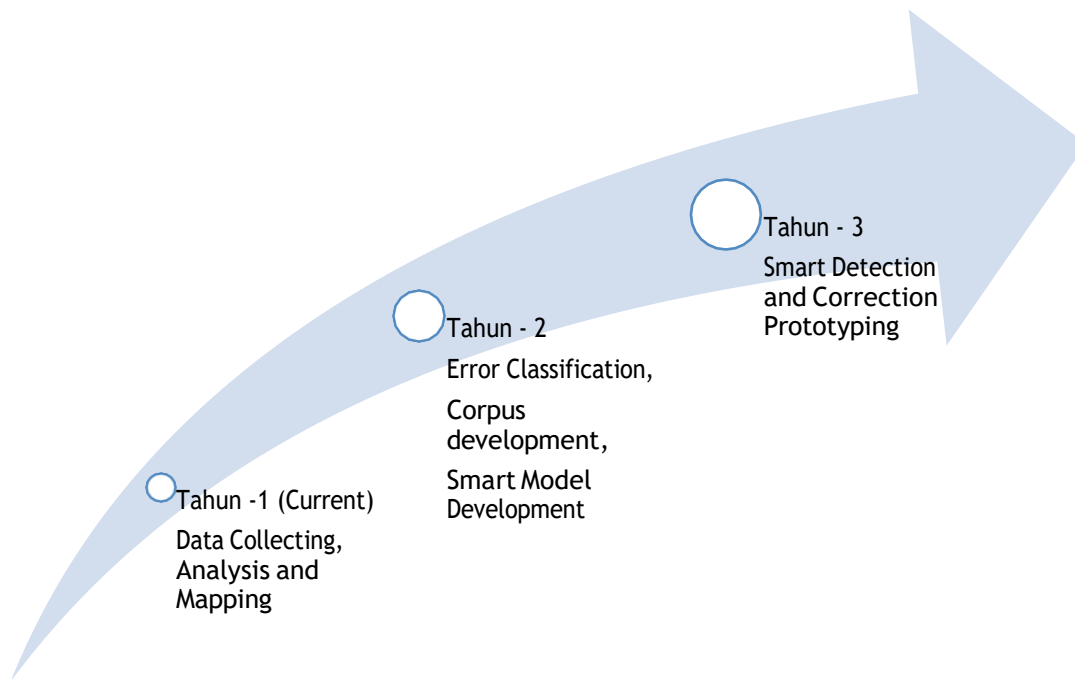 Tahun - 3
Smart Detection
and Correction
Prototyping
Tahun - 2
Error Classification,
Corpus
development,
Smart Model
Development
Tahun -1 (Current)
Data Collecting,
Analysis and
Mapping